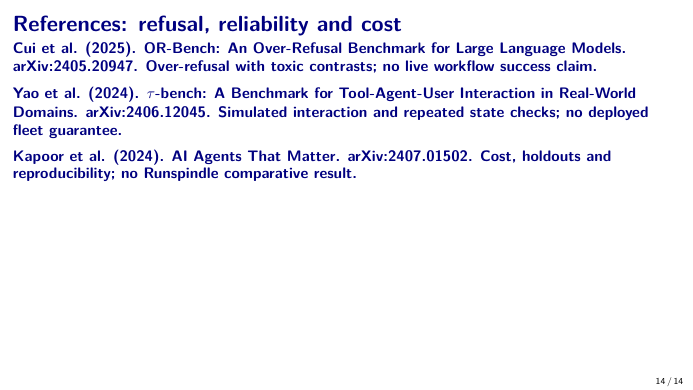 References: refusal, reliability and cost
Cui et al. (2025). OR-Bench: An Over-Refusal Benchmark for Large Language Models.
arXiv:2405.20947. Over-refusal with toxic contrasts; no live workflow success claim.
Yao et al. (2024). τ-bench: A Benchmark for Tool-Agent-User Interaction in Real-World
Domains. arXiv:2406.12045. Simulated interaction and repeated state checks; no deployed
fleet guarantee.
Kapoor et al. (2024). AI Agents That Matter. arXiv:2407.01502. Cost, holdouts and
reproducibility; no Runspindle comparative result.
14 / 14